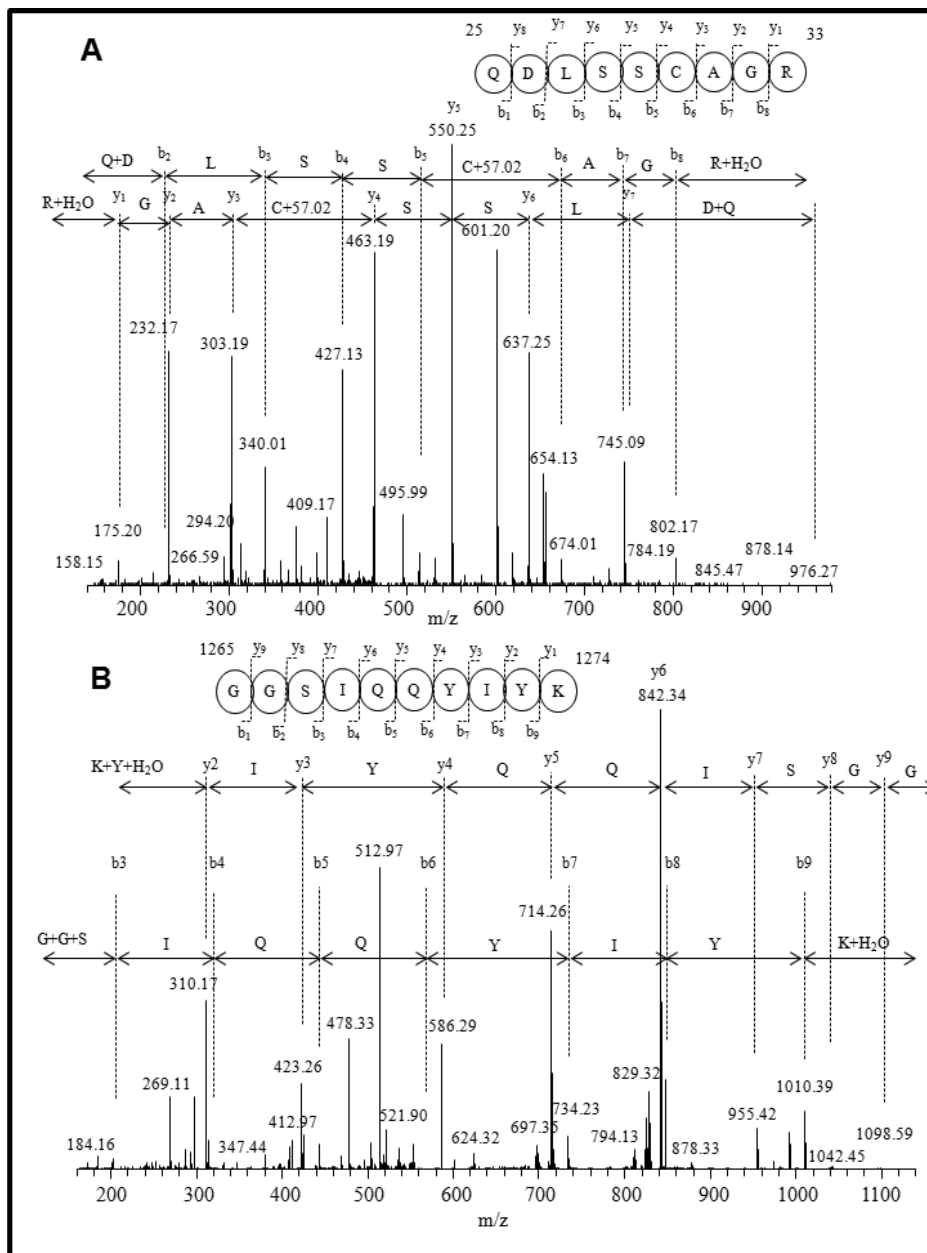 A
25 y8 y7 y6 y5 y4 y3 y2 y1 33
Q D L S S C A G R
b1 b2 b3 b4 b5 b6 b7 b8
y5
550.25
Q+D b2 L b3 S b4 S b5 C+57.02 b6 A b7 G b8 R+H2O
R+H2O y1 G y2 A y3 C+57.02 y4 S S y6 L y7 D+Q
463.19 601.20
232.17 303.19 427.13 637.25
340.01 745.09
654.13
409.17 495.99
175.20 294.20 802.17
158.15 266.59 674.01 784.19 845.47 878.14 976.27
200 300 400 500 600 700 800 900
m/z
B
1265 y9 y8 y7 y6 y5 y4 y3 y2 y1 1274
G G S I Q Q Y I Y K
b1 b2 b3 b4 b5 b6 b7 b8 b9
y6
842.34
K+Y+H2O y2 I y3 Y y4 Q y5 Q I y7 S y8 G y9 G
b3 b4 b5 b6 b7 b8 b9
512.97
714.26
G+G+S I Q Q Y I Y K+H2O
310.17
478.33 586.29
423.26 829.32
269.11 1010.39
412.97 521.90 734.23 955.42
184.16 347.44 624.32 697.35 794.13 878.33 1042.45 1098.59
200 300 400 500 600 700 800 900 1000 1100
m/z